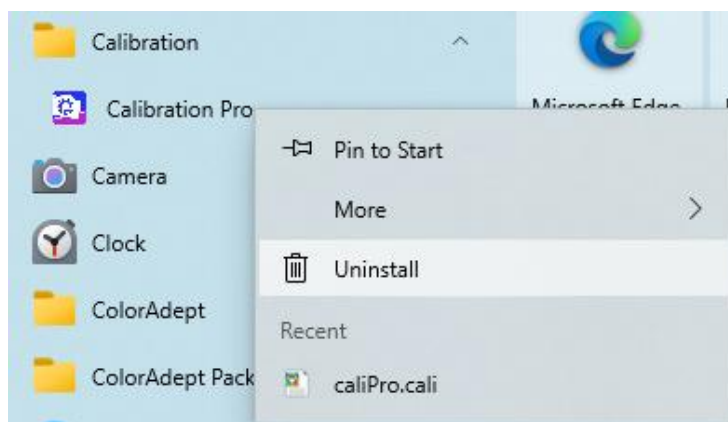 Calibration
Calibration Pro
Camera
Clock
ColorAdept
ColorAdept Pack
Microsoft Edge
Pin to Start
More
Uninstall
Recent
caliPro.cali